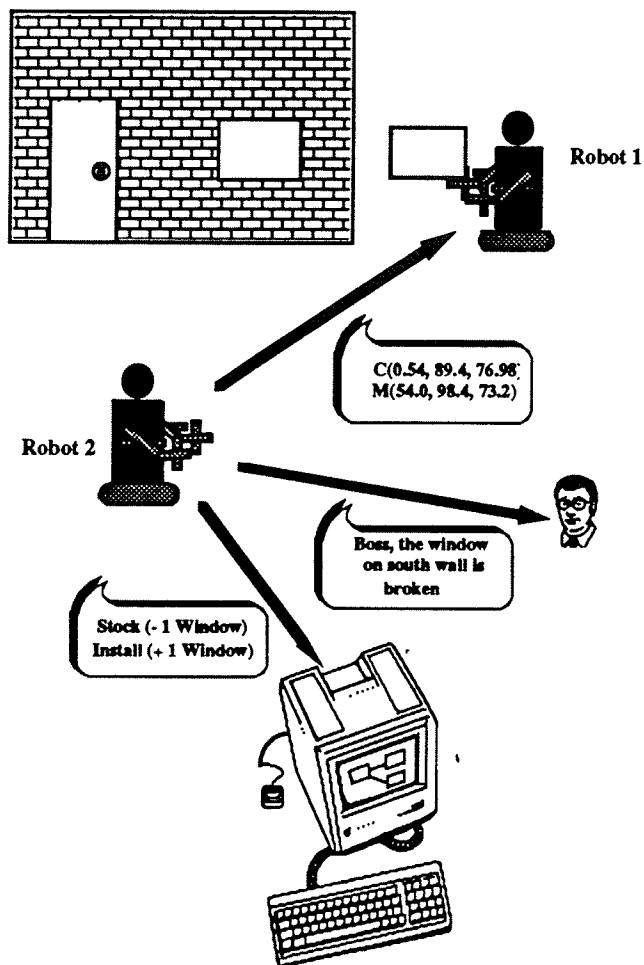 Robot 1
C(0.54, 89.4, 76.98)
M(54.0, 98.4, 73.2)
Robot 2
Boss, the window
on south wall is
broken
Stock (- 1 Window)
Install (+ 1 Window)